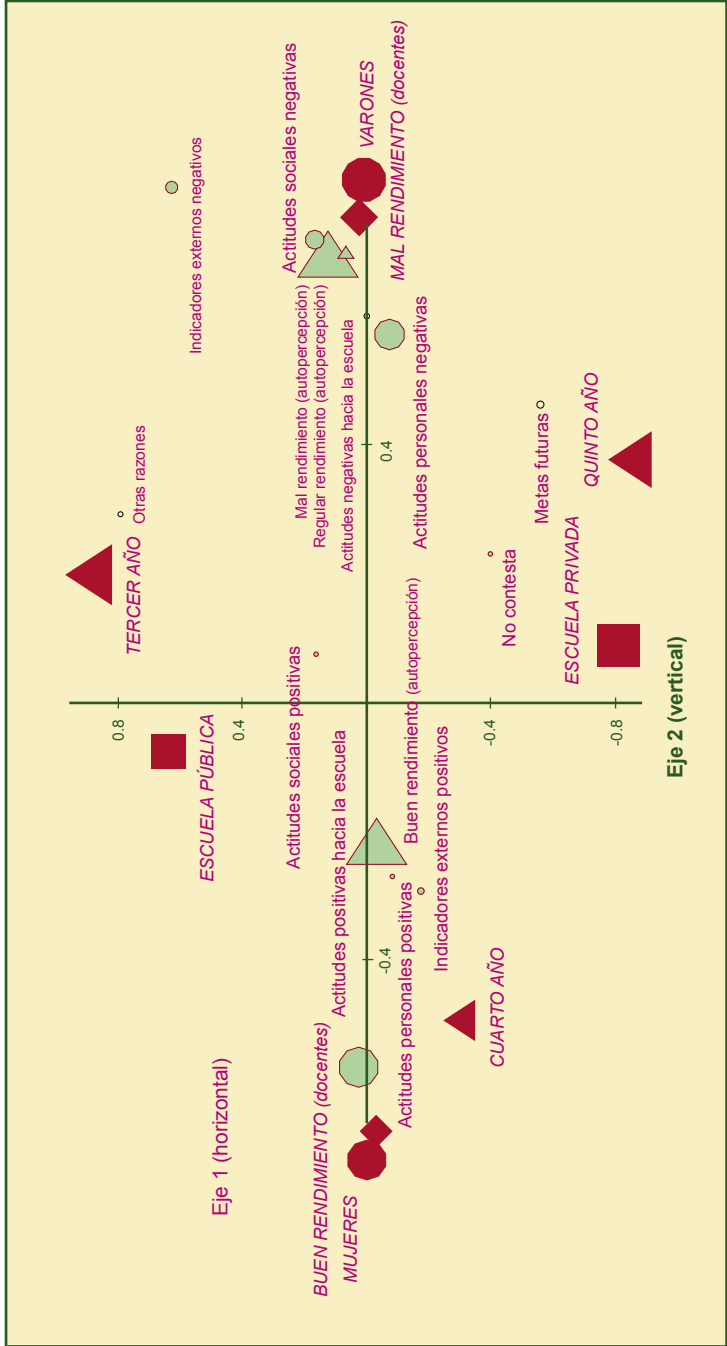 Indicadores externos negativos
Otras razones
TERCER AÑO
ESCUELA PÚBLICA
Eje 1 (horizontal)
Actitudes sociales negativas
VARONES
MAL RENDIMIENTO (docentes)
Mal rendimiento (autopercepción)
Regular rendimiento (autopercepción)
Actitudes negativas hacia la escuela
Actitudes personales negativas
0.8
0.4
0.4
-0.4
-0.4
-0.8
Actitudes sociales positivas
Actitudes positivas hacia la escuela
Buen rendimiento (autopercepción)
Indicadores externos positivos
Actitudes personales positivas
BUEN RENDIMIENTO (docentes)
MUJERES
CUARTO AÑO
No contesta
Metas futuras
QUINTO AÑO
ESCUELA PRIVADA
Eje 2 (vertical)